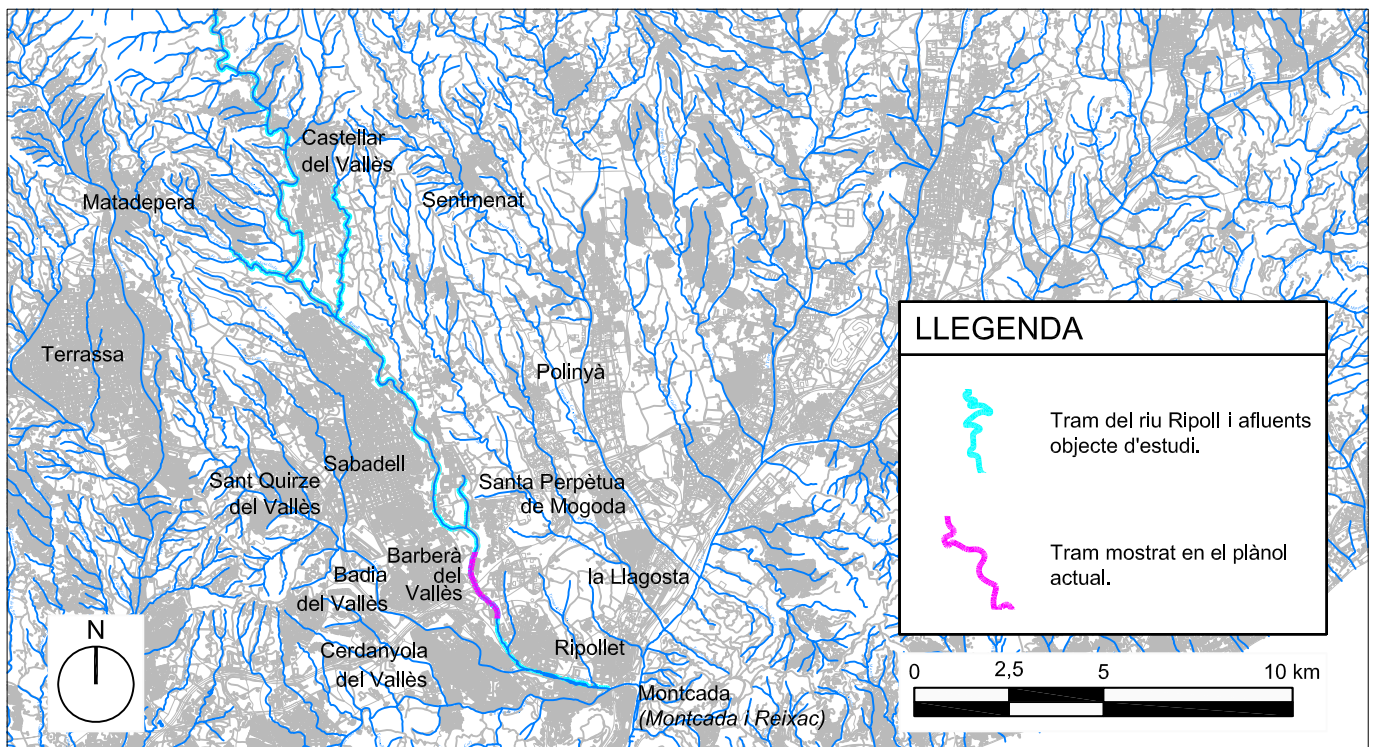 Castellar
del Vallès
Matadepera
Sentmenat
Terrassa
Polinyà
Sabadell
Sant Quirze
del Vallès
Santa Perpètua
de Mogoda
Barberà
del
Vallès
Badia
del Vallès
la Llagosta
Cerdanyola
del Vallès
Ripollet
Montcada
(Montcada i Reixac)
N
LLEGENDA
Tram del riu Ripoll i afluents
objecte d'estudi.
Tram mostrat en el plànol
actual.
0 2,5 5 10 km